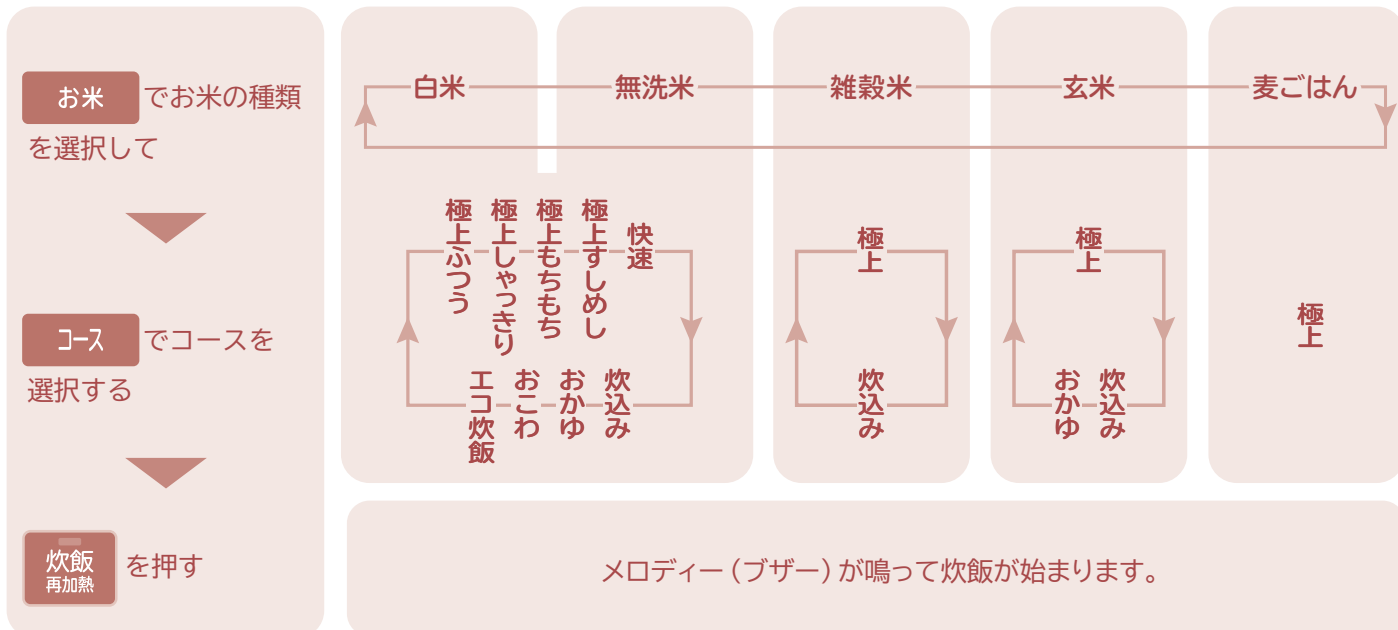 お米 でお米の種類
を選択して
コース でコースを
選択する
炊飯
再加熱
を押す
白米 無洗米 雑穀米 玄米 麦ごはん
極上ふつう
極上しゃっきり
極上もちもち
極上すしめし
快速
エコ炊飯
おこわ
おかゆ
炊込み
極上
炊込み
極上
おかゆ
炊込み
極上
メロディー（ブザー）が鳴って炊飯が始まります。